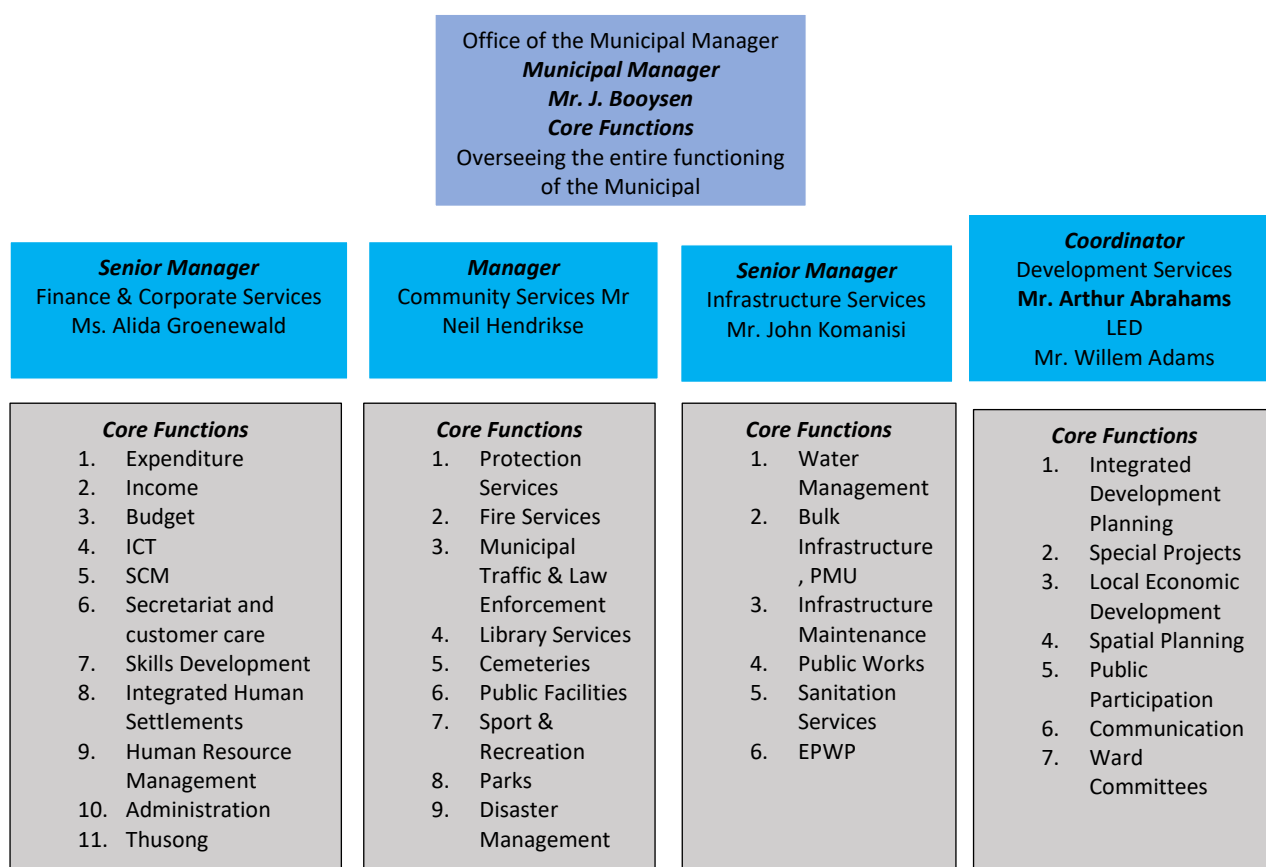 Office of the Municipal Manager
Municipal Manager
Mr. J. Booysen
Core Functions
Overseeing the entire functioning
of the Municipal
Senior Manager
Finance & Corporate Services
Ms. Alida Groenewald
Manager
Community Services Mr
Neil Hendrikse
Senior Manager
Infrastructure Services
Mr. John Komanisi
Coordinator
Development Services
Mr. Arthur Abrahams
LED
Mr. Willem Adams
Core Functions
1. Expenditure
2. Income
3. Budget
4. ICT
5. SCM
6. Secretariat and
customer care
7. Skills Development
8. Integrated Human
Settlements
9. Human Resource
Management
10. Administration
11. Thusong
Core Functions
1. Protection
Services
2. Fire Services
3. Municipal
Traffic & Law
Enforcement
4. Library Services
5. Cemeteries
6. Public Facilities
7. Sport &
Recreation
8. Parks
9. Disaster
Management
Core Functions
1. Water
Management
2. Bulk
Infrastructure
, PMU
3. Infrastructure
Maintenance
4. Public Works
5. Sanitation
Services
6. EPWP
Core Functions
1. Integrated
Development
Planning
2. Special Projects
3. Local Economic
Development
4. Spatial Planning
5. Public
Participation
6. Communication
7. Ward
Committees